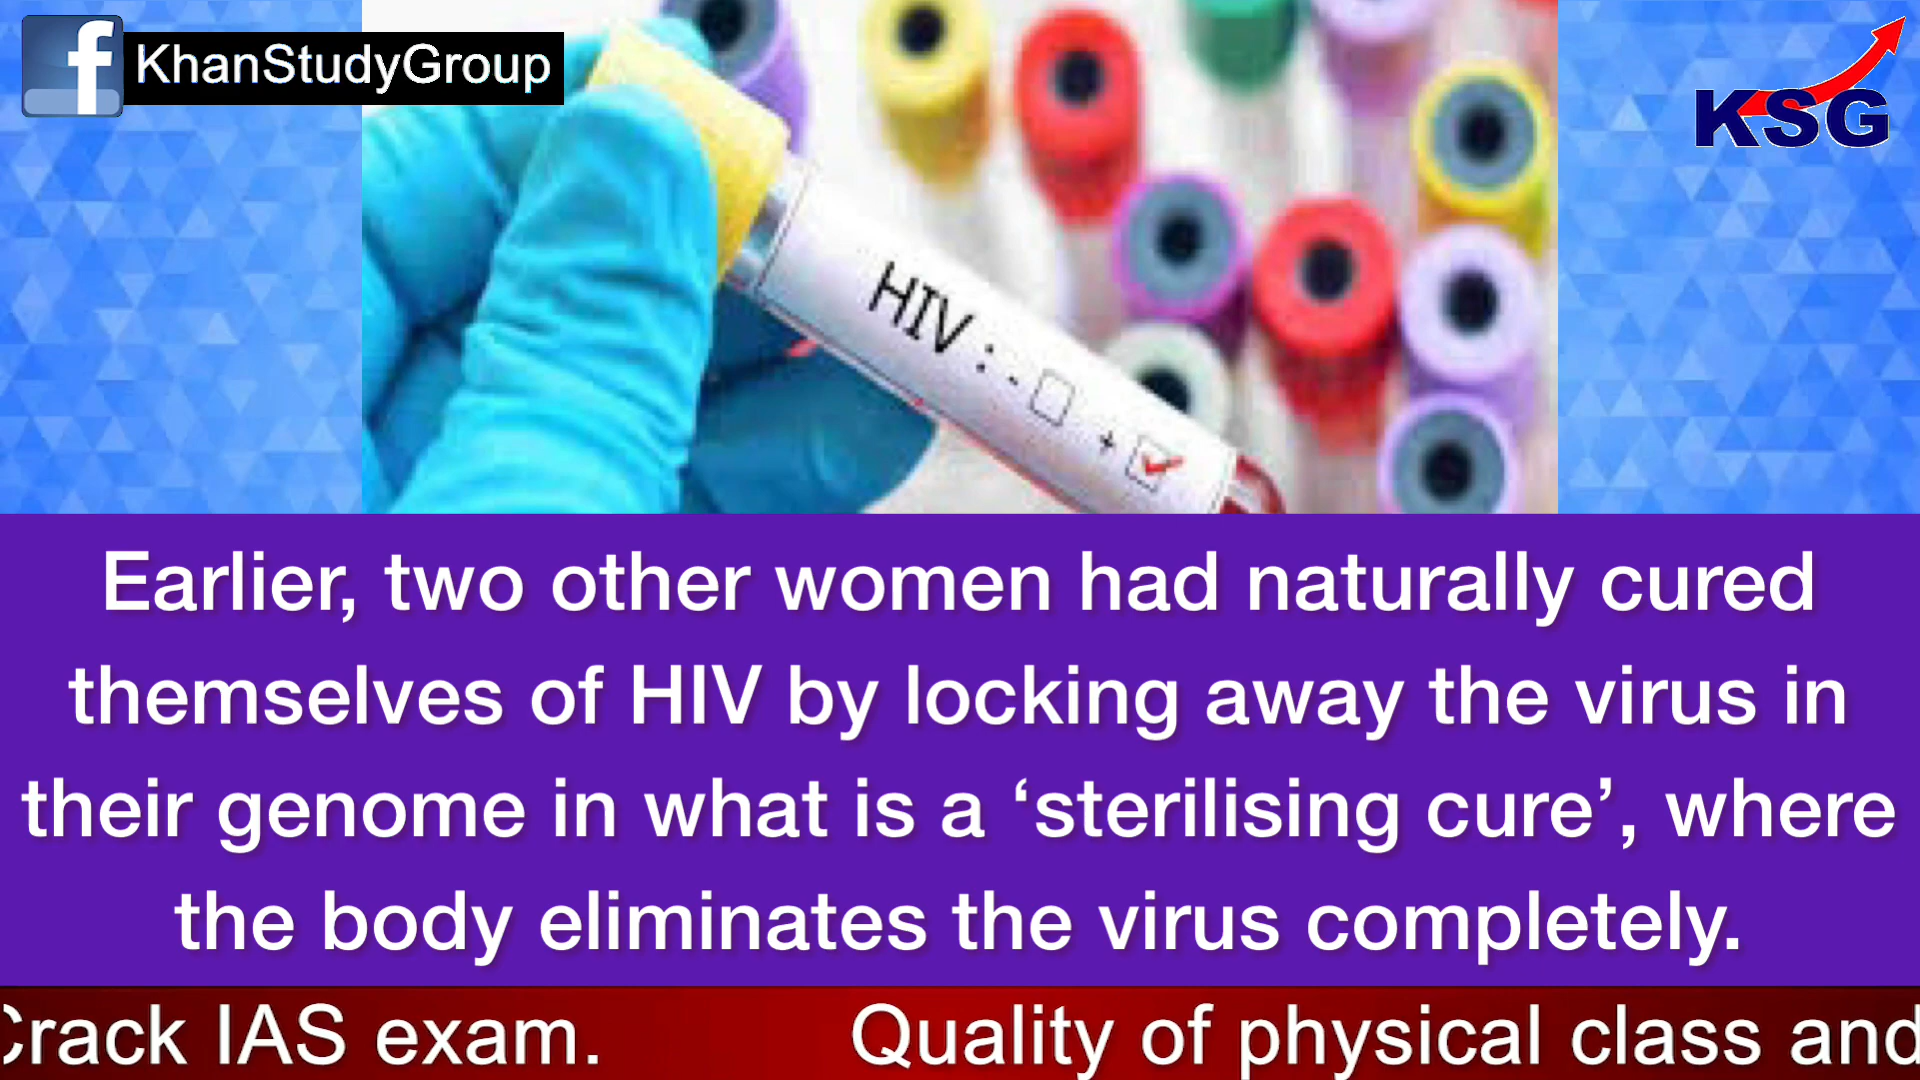 KhanStudyGroup
KSG
HIV : - +
Earlier, two other women had naturally cured
themselves of HIV by locking away the virus in
their genome in what is a ‘sterilising cure’, where
the body eliminates the virus completely.
Crack IAS exam. Quality of physical class and